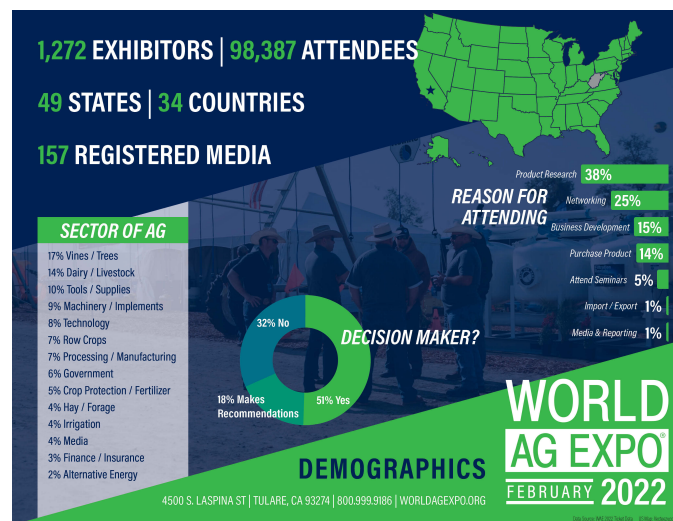 1,272 EXHIBITORS | 98,387 ATTENDEES
49 STATES | 34 COUNTRIES
157 REGISTERED MEDIA
REASON FOR
ATTENDING
Product Research 38%
Networking 25%
Business Development 15%
Purchase Product 14%
Attend Seminars 5%
Import / Export 1%
Media & Reporting 1%
SECTOR OF AG
17% Vines / Trees
14% Dairy / Livestock
10% Tools / Supplies
9% Machinery / Implements
8% Technology
7% Row Crops
7% Processing / Manufacturing
6% Government
5% Crop Protection / Fertilizer
4% Hay / Forage
4% Irrigation
4% Media
3% Finance / Insurance
2% Alternative Energy
DECISION MAKER?
32% No
18% Makes
Recommendations
51% Yes
WORLD
AG EXPO®
FEBRUARY 2022
DEMOGRAPHICS
4500 S. LASPINA ST | TULARE, CA 93274 | 800.999.9186 | WORLDAGEXPO.ORG